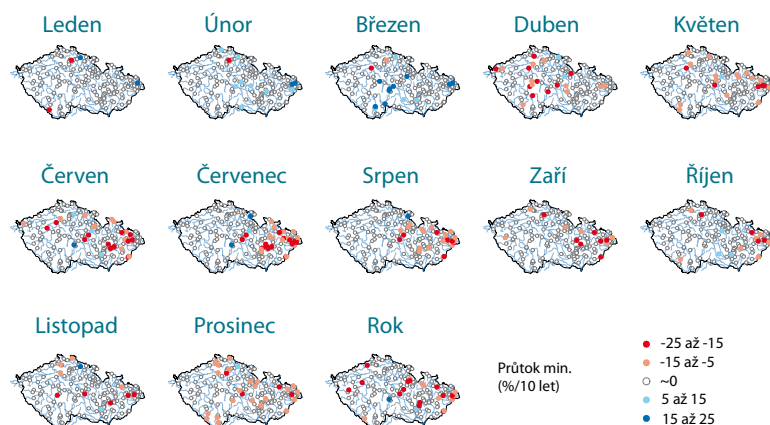 Leden
Únor
Březen
Duben
Květen
Červen
Červenec
Srpen
Zaří
Říjen
Listopad
Prosinec
Rok
Průtok min.
(%/10 let)
-25 až -15
-15 až -5
~0
5 až 15
15 až 25